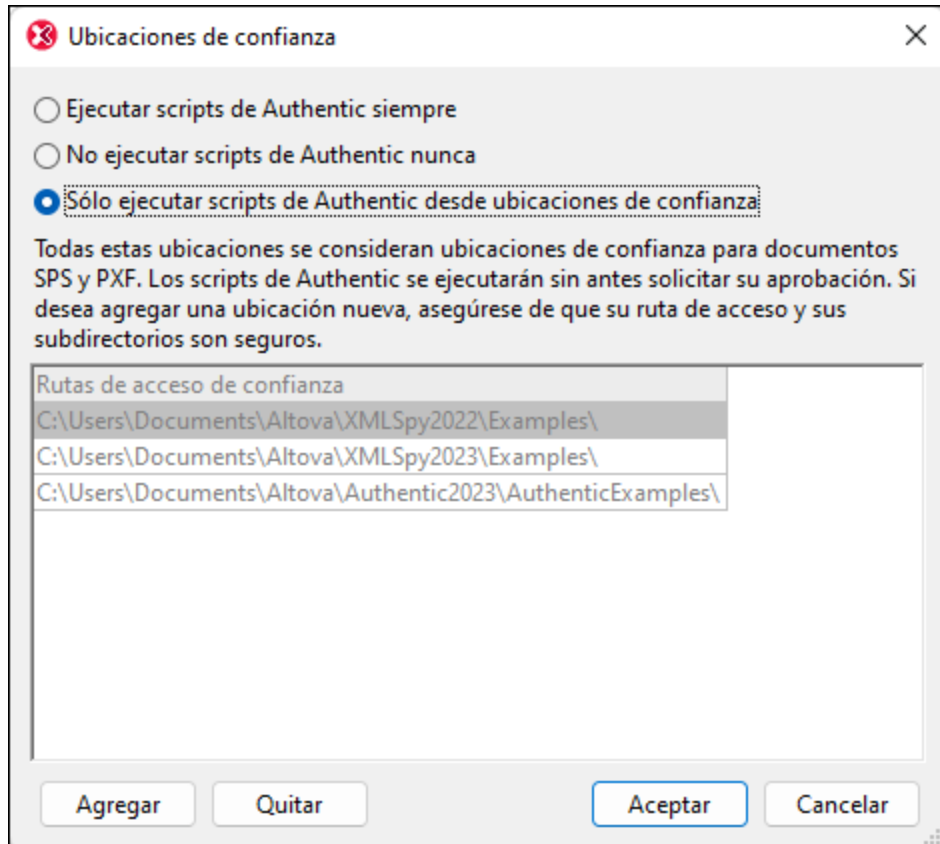 Ubicaciones de confianza
Ejecutar scripts de Authentic siempre
No ejecutar scripts de Authentic nunca
Sólo ejecutar scripts de Authentic desde ubicaciones de confianza
Todas estas ubicaciones se consideran ubicaciones de confianza para documentos
SPS y PXF. Los scripts de Authentic se ejecutarán sin antes solicitar su aprobación. Si
desea agregar una ubicación nueva, asegúrese de que su ruta de acceso y sus
subdirectorios son seguros.
Rutas de acceso de confianza
C:\Users\Documents\Altova\XMLSpy2022\Examples\
C:\Users\Documents\Altova\XMLSpy2023\Examples\
C:\Users\Documents\Altova\Authentic2023\AuthenticExamples\
Agregar Quitar Aceptar Cancelar